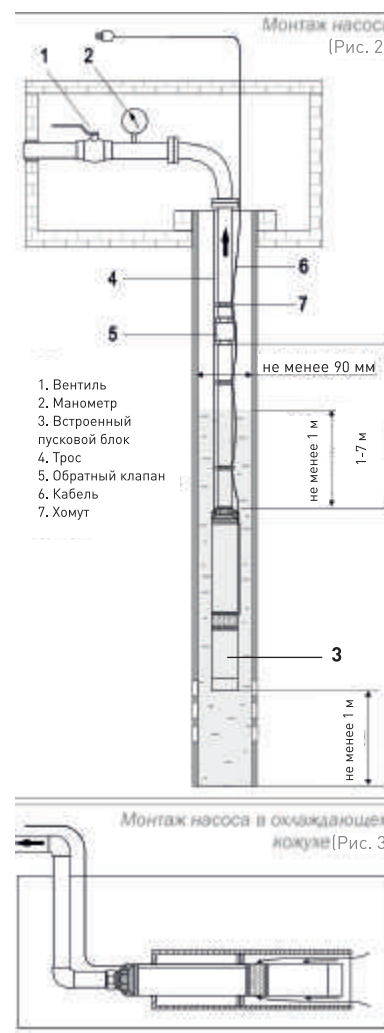 Монтаж насоса
(Рис. 2
1
2
4
6
7
5
не менее 90 мм
1. Вентиль
2. Манометр
3. Встроенный
пусковой блок
4. Трос
5. Обратный клапан
6. Кабель
7. Хомут
не менее 1 м
1-7 м
3
не менее 1 м
Монтаж насоса в охлаждающем
кожухе(Рис. 3